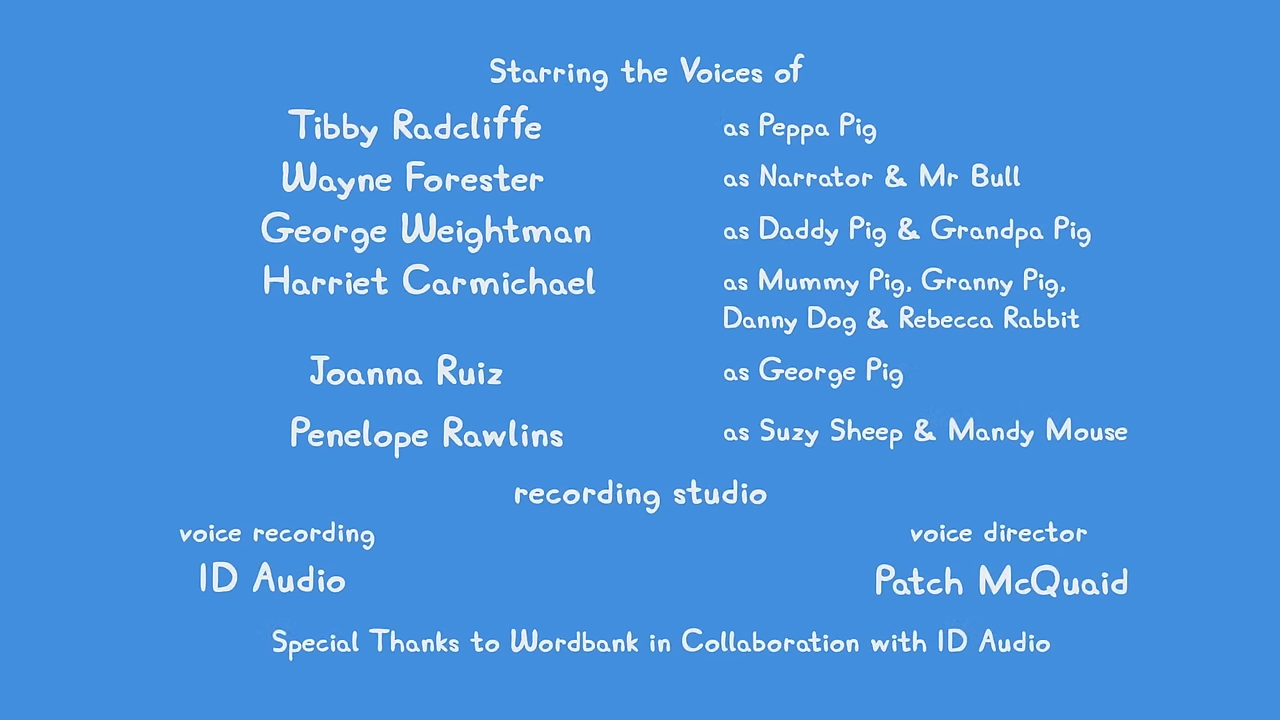 Starring the Voices of
Tibby Radcliffe as Peppa Pig
Wayne Forester as Narrator & Mr Bull
George Weightman as Daddy Pig & Grandpa Pig
Harriet Carmichael as Mummy Pig, Granny Pig,
Danny Dog & Rebecca Rabbit
Joanna Ruiz as George Pig
Penelope Rawlins as Suzy Sheep & Mandy Mouse
recording studio
voice recording voice director
ID Audio Patch McQuaid
Special Thanks to Wordbank in Collaboration with ID Audio